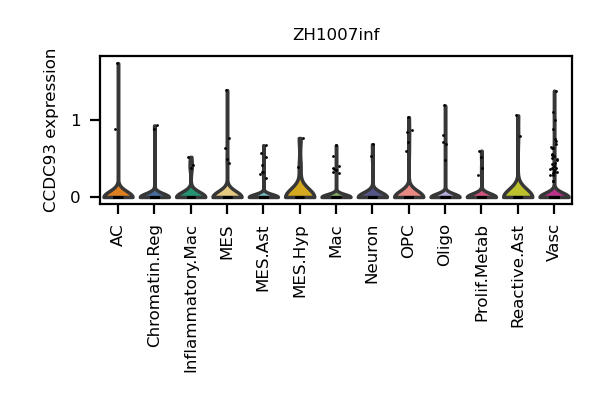 ZH1007inf
CCDC93 expression
1
0
AC
Chromatin.Reg
Inflammatory.Mac
MES
MES.Ast
MES.Hyp
Mac
Neuron
OPC
Oligo
Prolif.Metab
Reactive.Ast
Vasc